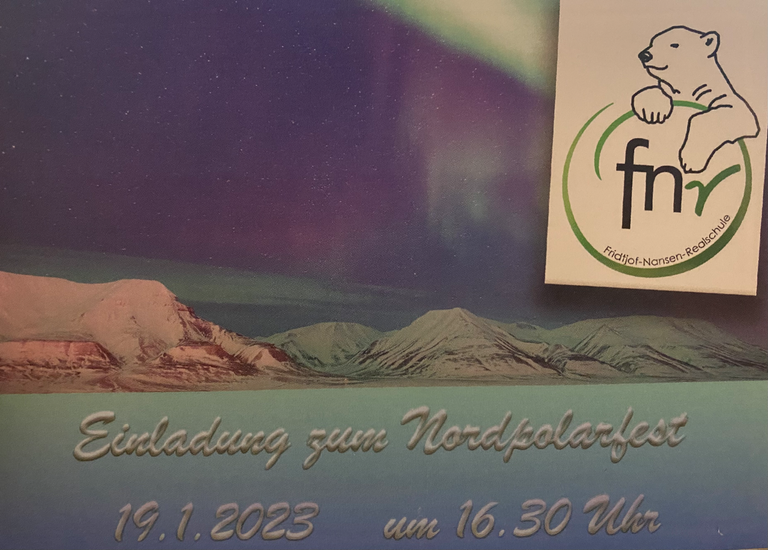 fnr
Fridtjof-Nansen-Realschule
Einladung zum Nordpolarfest
19.1.2023 um 16.30 Uhr